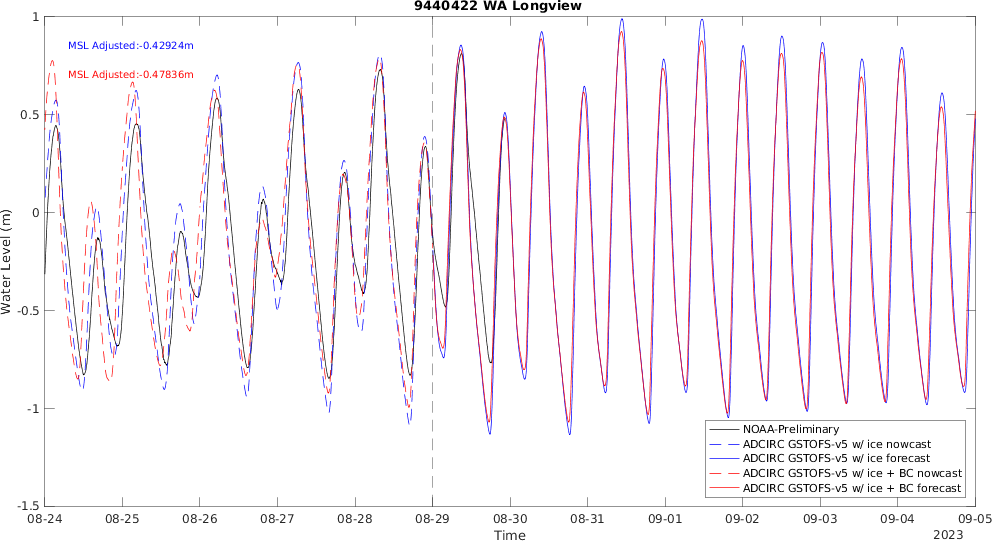 9440422 WA Longview
MSL Adjusted:-0.42924m
MSL Adjusted:-0.47836m
1
0.5
0
-0.5
-1
-1.5
Water Level (m)
NOAA-Preliminary
ADCIRC GSTOFS-v5 w/ ice nowcast
ADCIRC GSTOFS-v5 w/ ice forecast
ADCIRC GSTOFS-v5 w/ ice + BC nowcast
ADCIRC GSTOFS-v5 w/ ice + BC forecast
08-24 08-25 08-26 08-27 08-28 08-29 08-30 08-31 09-01 09-02 09-03 09-04 09-05
Time
2023